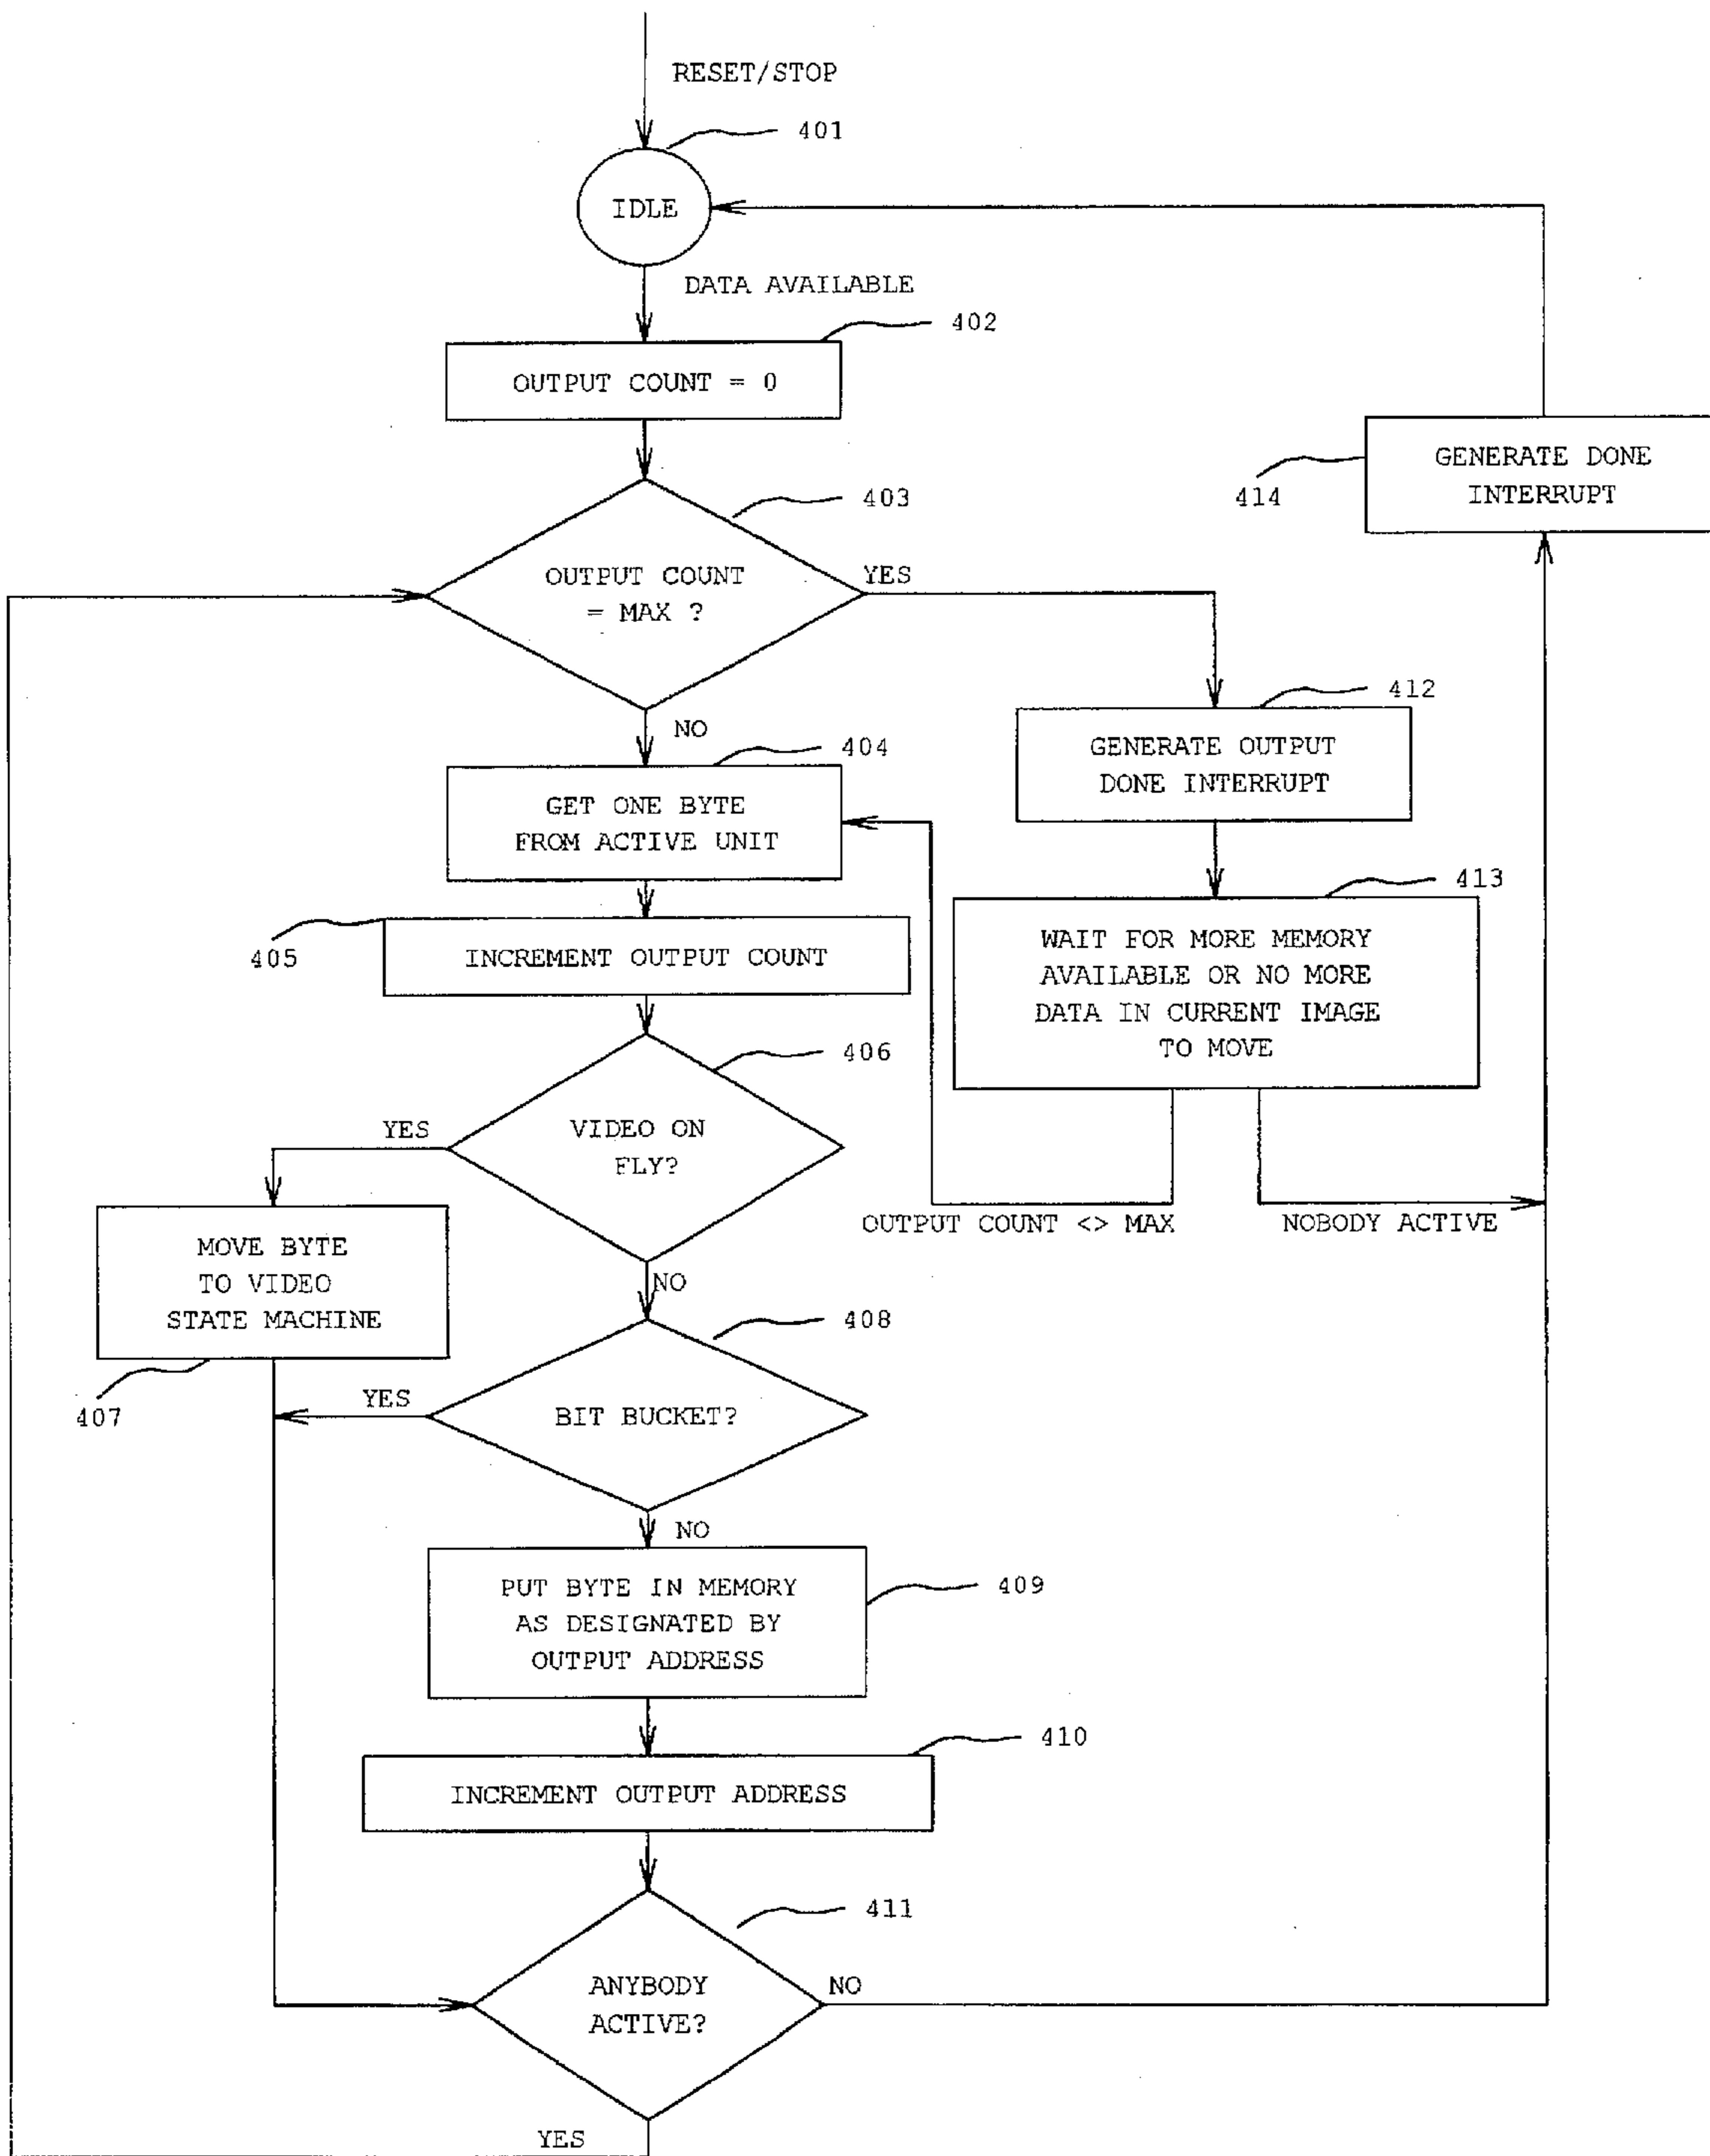 RESET/STOP
401
IDLE
DATA AVAILABLE
402
OUTPUT COUNT = 0
GENERATE DONE
INTERRUPT
414
403
OUTPUT COUNT
= MAX ?
YES
NO
412
GENERATE OUTPUT
DONE INTERRUPT
404
GET ONE BYTE
FROM ACTIVE UNIT
413
WAIT FOR MORE MEMORY
AVAILABLE OR NO MORE
DATA IN CURRENT IMAGE
TO MOVE
405
INCREMENT OUTPUT COUNT
406
VIDEO ON
FLY?
YES
OUTPUT COUNT <> MAX
NOBODY ACTIVE
MOVE BYTE
TO VIDEO
STATE MACHINE
407
NO
408
BIT BUCKET?
YES
NO
PUT BYTE IN MEMORY
AS DESIGNATED BY
OUTPUT ADDRESS
409
410
INCREMENT OUTPUT ADDRESS
411
ANYBODY
ACTIVE?
NO
YES